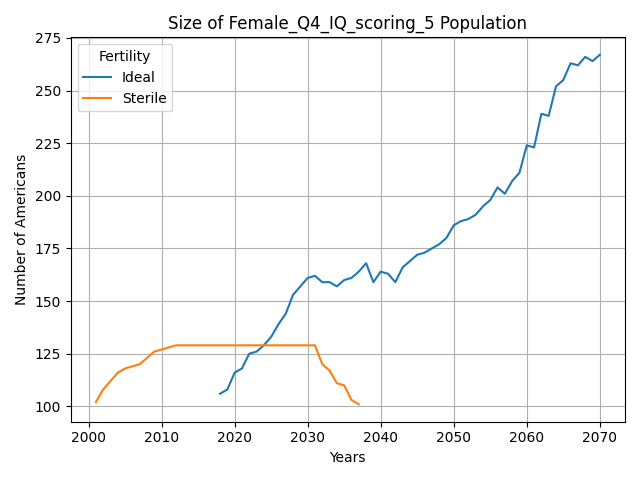 Size of Female_Q4_IQ_scoring_5 Population
Number of Americans
275
250
225
200
175
150
125
100
Fertility
Ideal
Sterile
2000 2010 2020 2030 2040 2050 2060 2070
Years